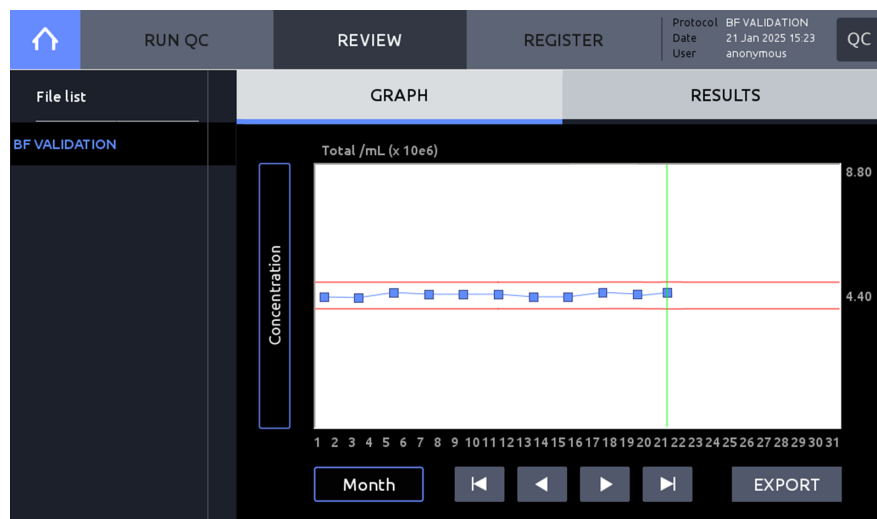 RUN QC
REVIEW
REGISTER
Protocol BF VALIDATION
Date 21 Jan 2025 15:23
User anonymous
QC
File list
GRAPH
RESULTS
BF VALIDATION
Total /mL (x 10e6)
8.80
Concentration
4.40
1 2 3 4 5 6 7 8 9 10 11 12 13 14 15 16 17 18 19 20 21 22 23 24 25 26 27 28 29 30 31
Month
EXPORT